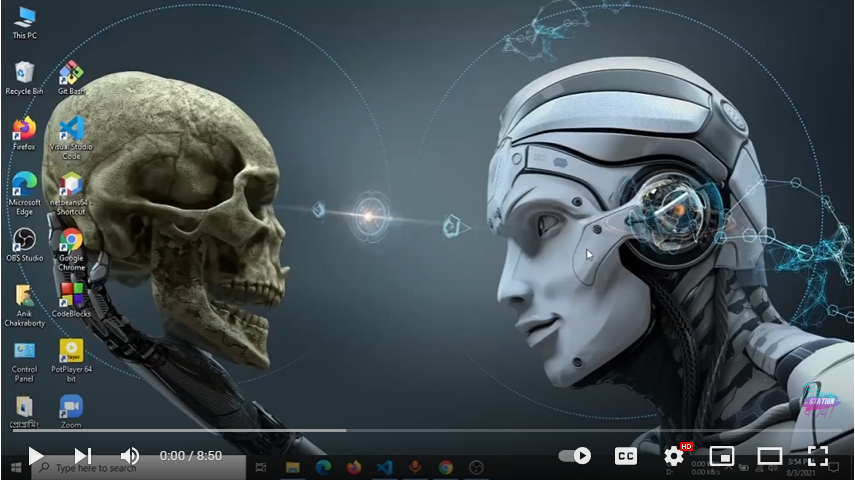 This PC
Recycle Bin
Git Bash
Firefox
Visual Studio
Code
Microsoft
Edge
netbeans64 -
Shortcut
OBS Studio
Google
Chrome
Anik
Chakraborty
CodeBlocks
Control
Panel
PotPlayer 64
bit
Zoom
STATION
0:00 / 8:50
CC
HD
Type here to search
3:54 PM
8/3/2021